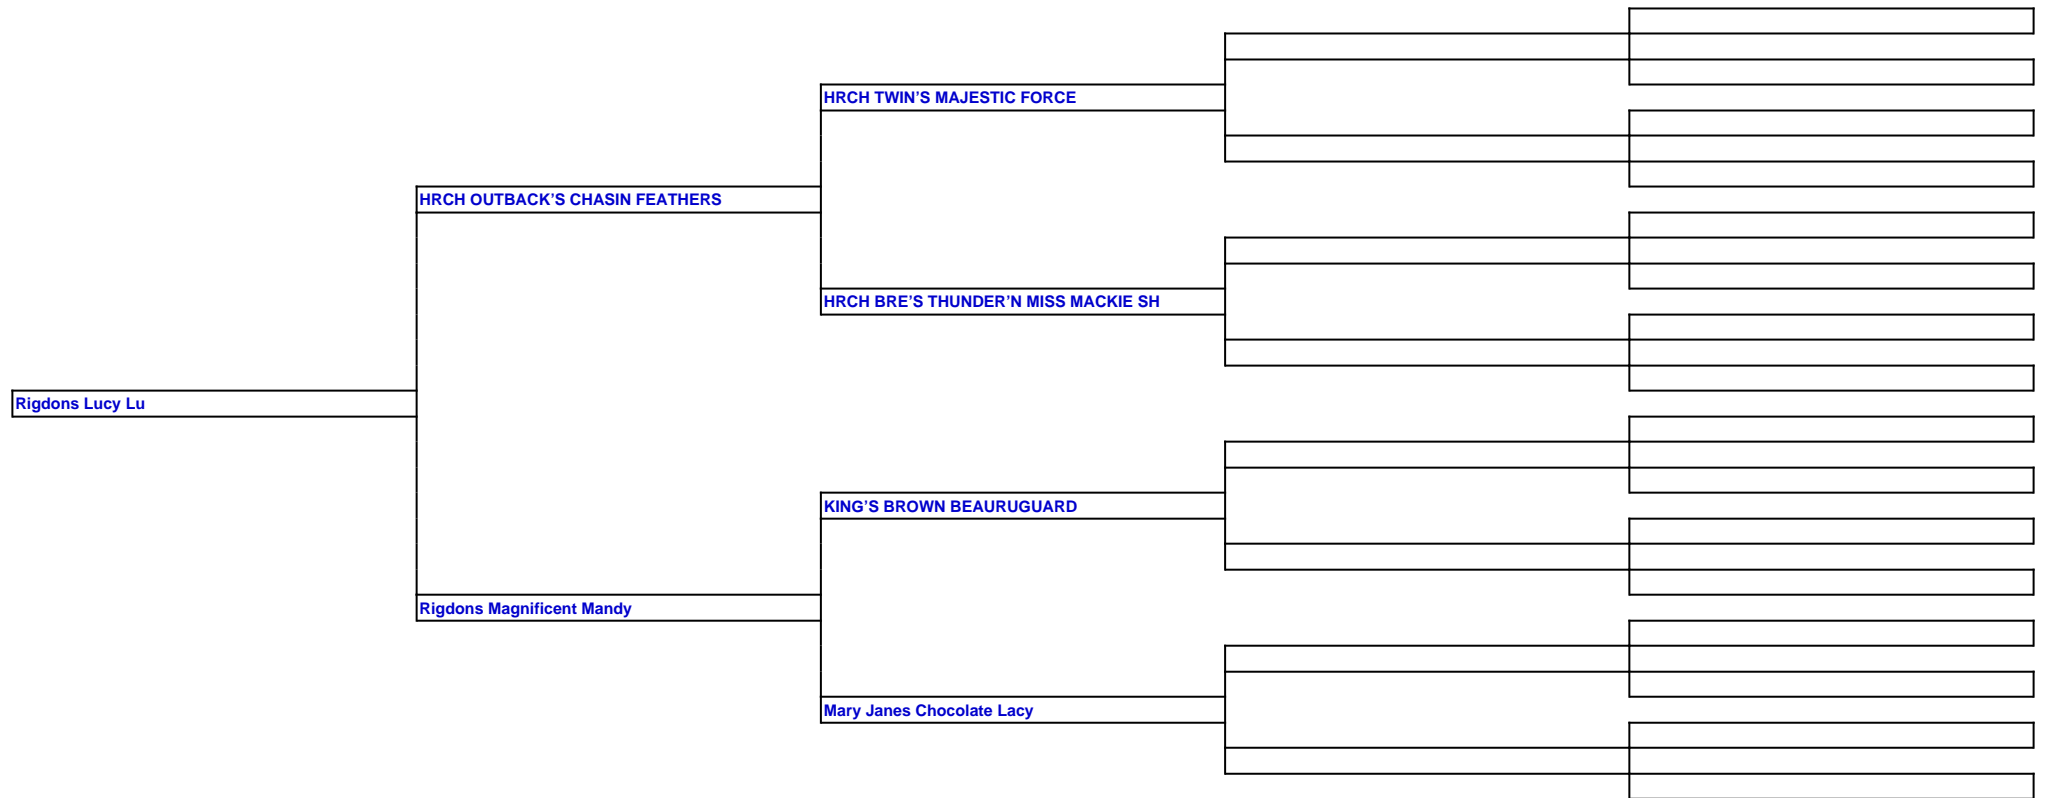 HRCH TWIN’S MAJESTIC FORCE
HRCH OUTBACK’S CHASIN FEATHERS
HRCH BRE’S THUNDER’N MISS MACKIE SH
Rigdons Lucy Lu
KING’S BROWN BEAURUGUARD
Rigdons Magnificent Mandy
Mary Janes Chocolate Lacy